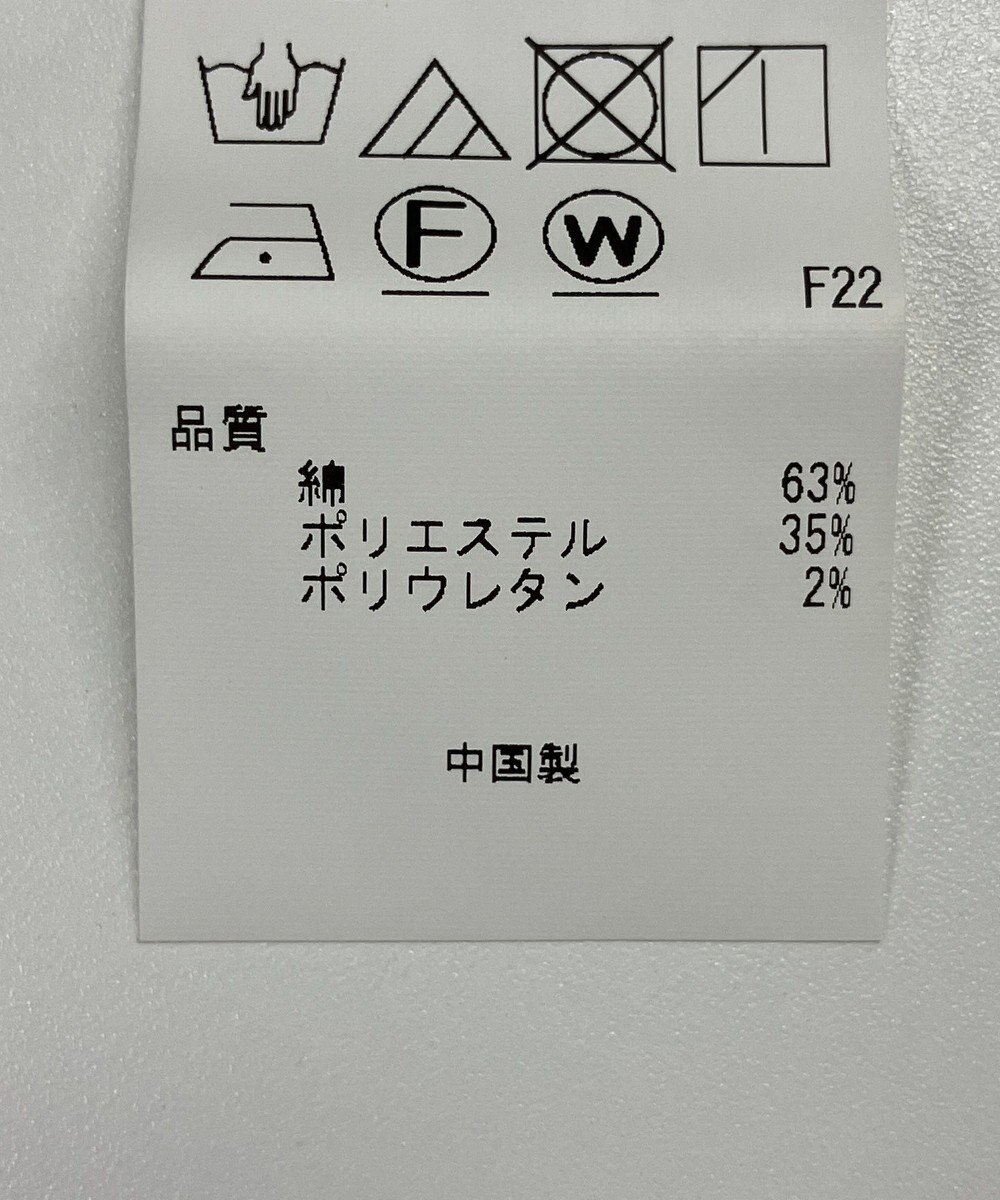 F W
F22
品質
綿 63%
ポリエステル 35%
ポリウレタン 2%
中国製